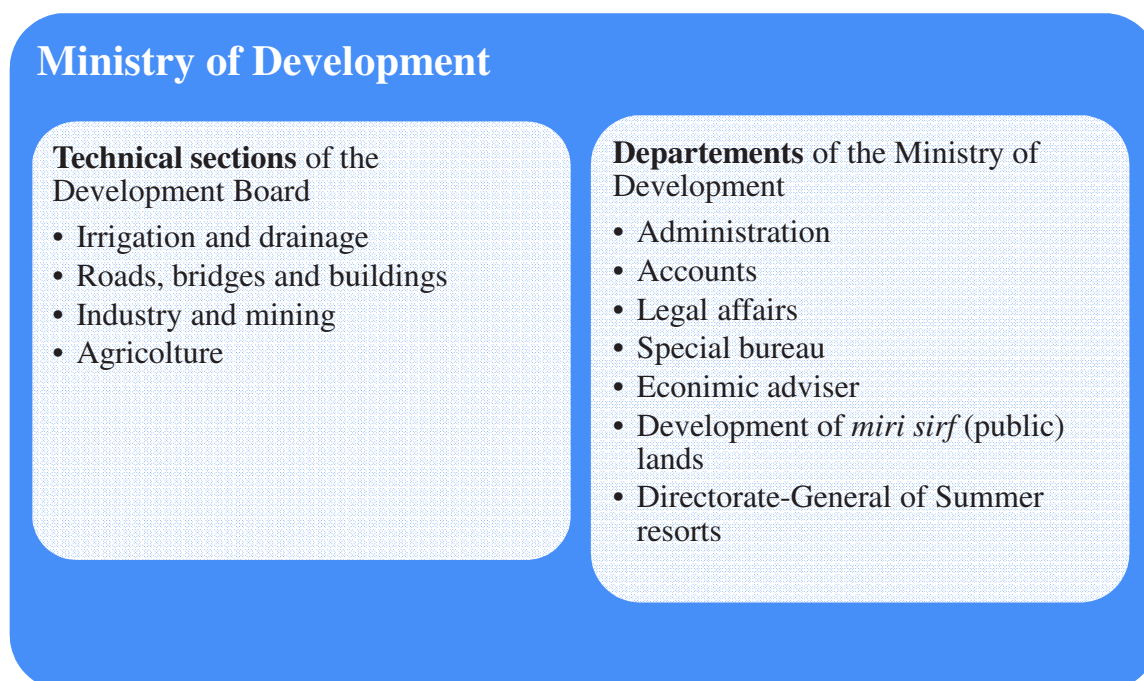 Ministry of Development
Technical sections of the
Development Board
• Irrigation and drainage
• Roads, bridges and buildings
• Industry and mining
• Agricolture
Departements of the Ministry of
Development
• Administration
• Accounts
• Legal affairs
• Special bureau
• Econimic adviser
• Development of miri sirf (public)
lands
• Directorate-General of Summer
resorts